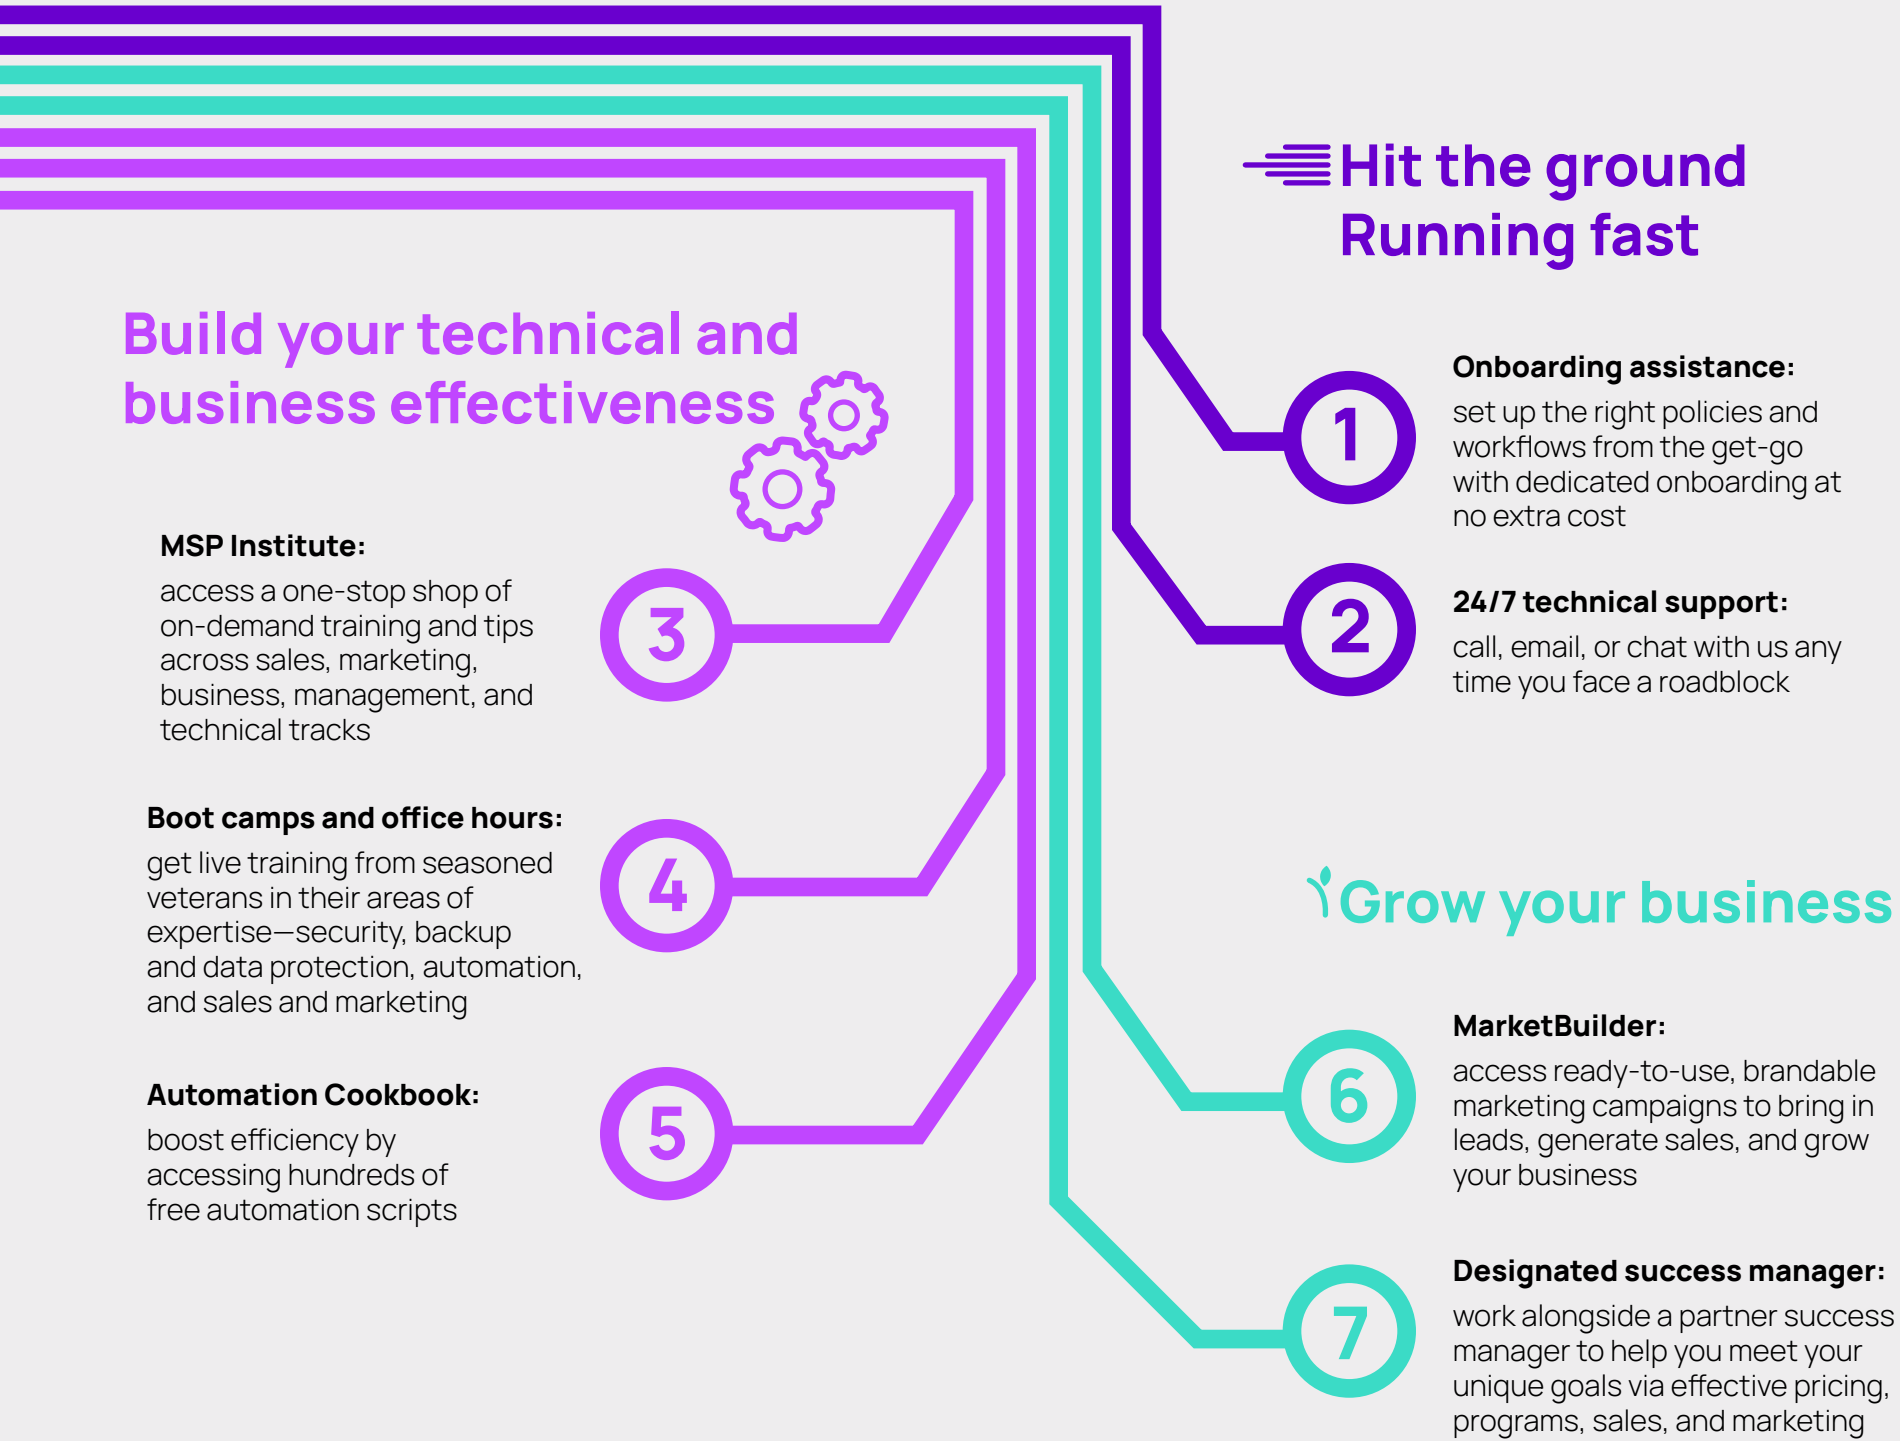 Hit the ground
Running fast
1
Onboarding assistance:
set up the right policies and
workflows from the get-go
with dedicated onboarding at
no extra cost
2
24/7 technical support:
call, email, or chat with us any
time you face a roadblock
Build your technical and
business effectiveness
3
MSP Institute:
access a one-stop shop of
on-demand training and tips
across sales, marketing,
business, management, and
technical tracks
4
Boot camps and office hours:
get live training from seasoned
veterans in their areas of
expertise—security, backup
and data protection, automation,
and sales and marketing
5
Automation Cookbook:
boost efficiency by
accessing hundreds of
free automation scripts
Grow your business
6
MarketBuilder:
access ready-to-use, brandable
marketing campaigns to bring in
leads, generate sales, and grow
your business
7
Designated success manager:
work alongside a partner success
manager to help you meet your
unique goals via effective pricing,
programs, sales, and marketing